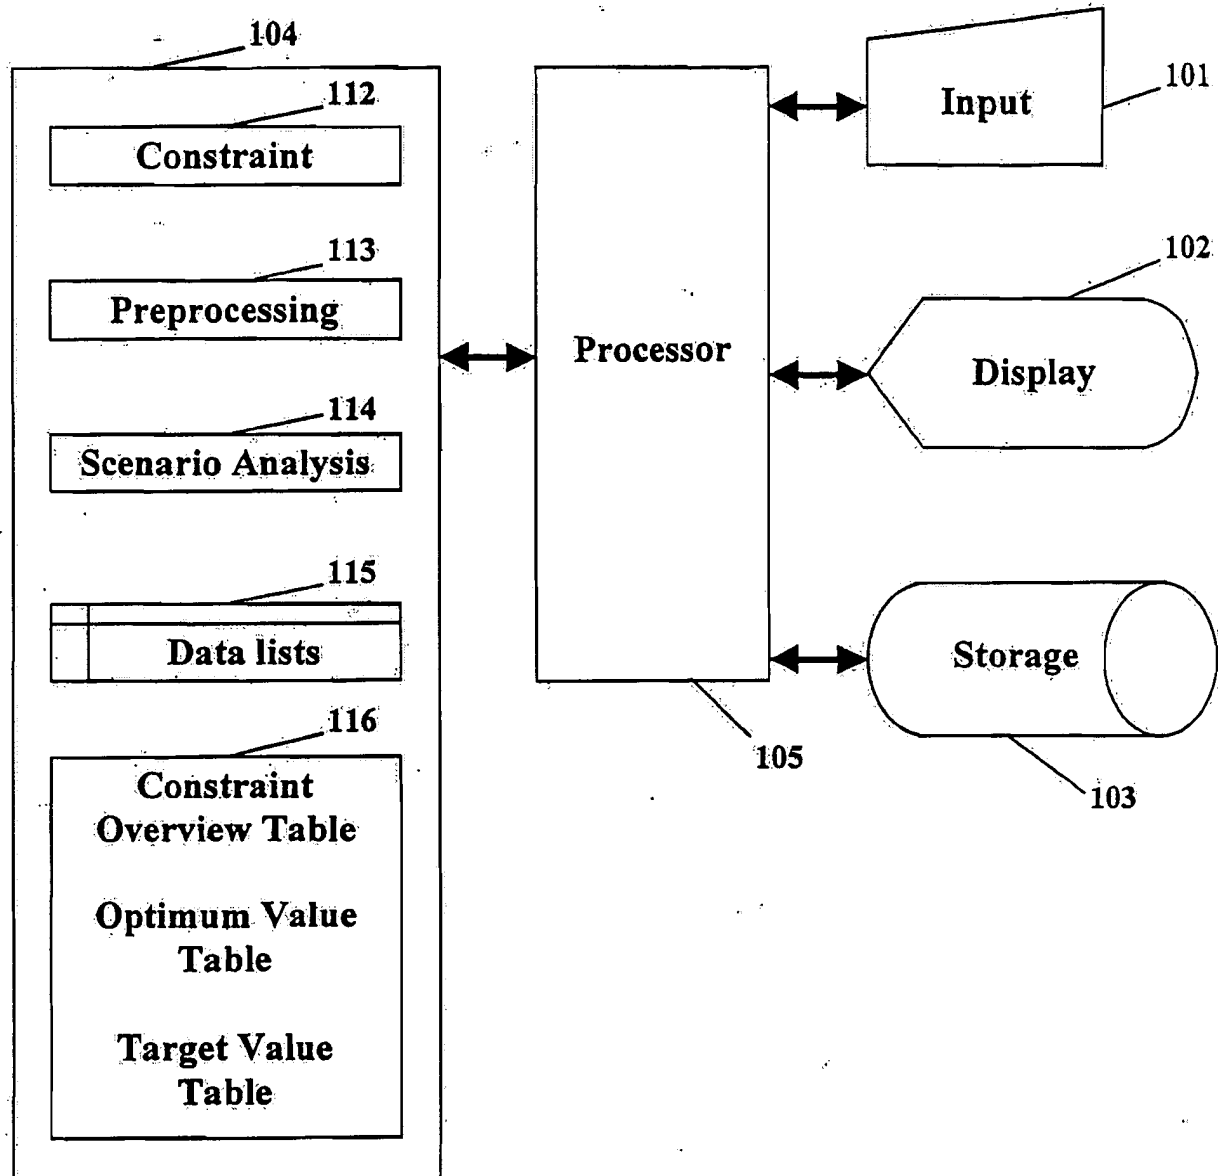 104
112
Constraint
113
Preprocessing
114
Scenario Analysis
115
Data lists
116
Constraint
Overview Table
Optimum Value
Table
Target Value
Table
Processor
105
Input
101
102
Display
Storage
103